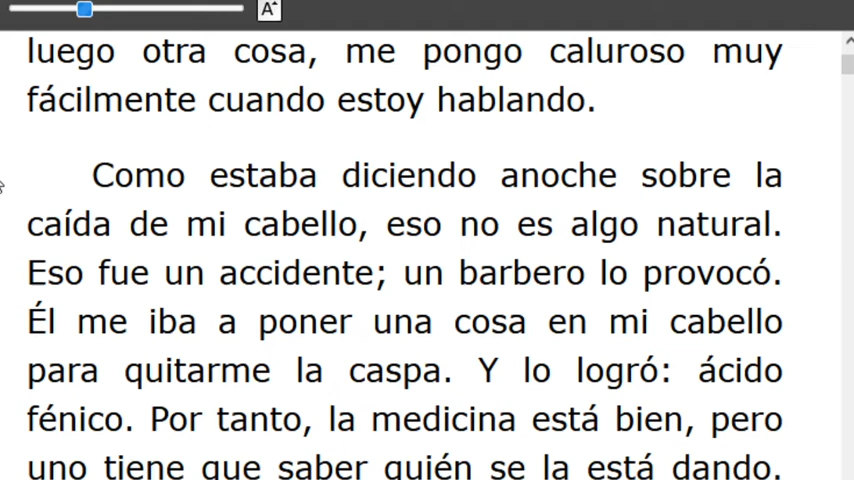 A
luego otra cosa, me pongo caluroso muy
fácilmente cuando estoy hablando.
Como estaba diciendo anoche sobre la
caída de mi cabello, eso no es algo natural.
Eso fue un accidente; un barbero lo provocó.
Él me iba a poner una cosa en mi cabello
para quitarme la caspa. Y lo logró: ácido
fénico. Por tanto, la medicina está bien, pero
uno tiene que saber quién se la está dando.